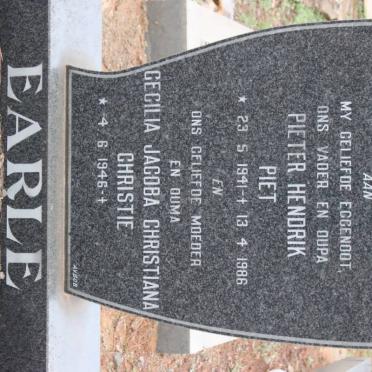 AAN
MY GELIEFDE EGGENOOT,
ONS VADER EN OUPA
PIETER HENDRIK
PIET
★ 23 5 1941 - ✝ 13 4 1986
EN
ONS GELIEFDE MOEDER
EN OUMA
CECILIA JACOBA CHRISTIANA
CHRISTIE
★ 4 6 1946 - ✝
EARLE